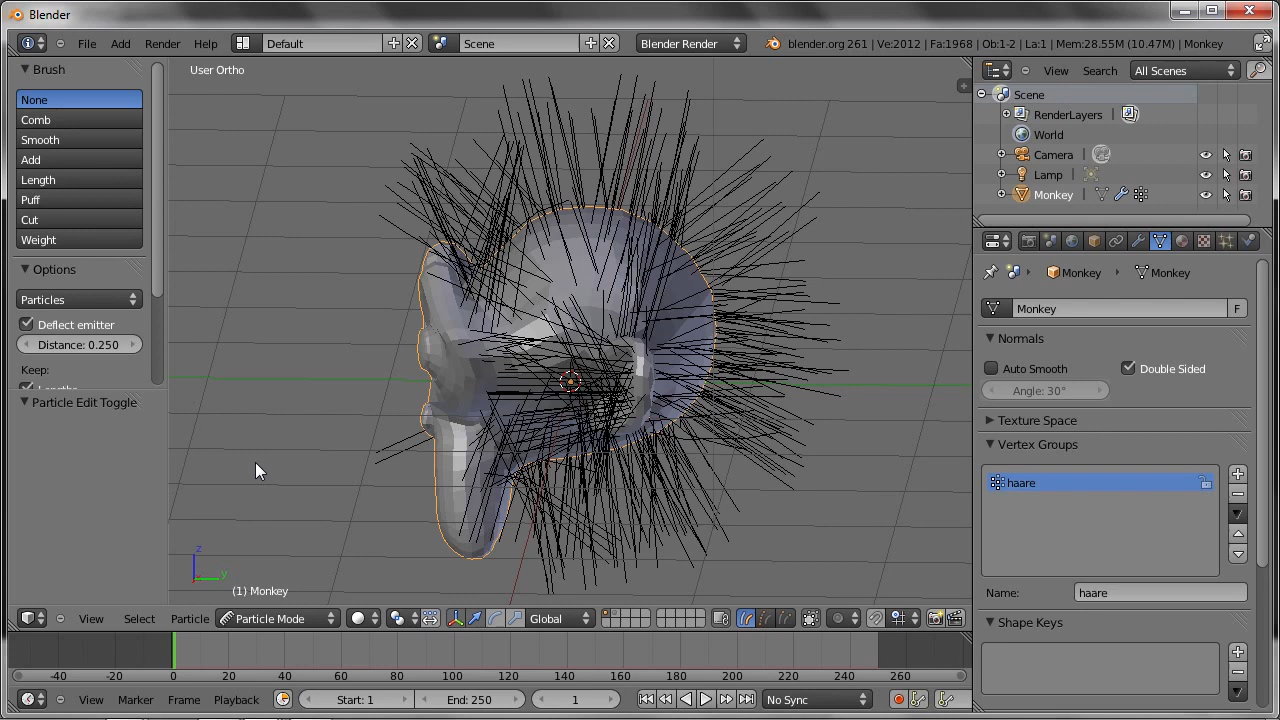 Blender
File Add Render Help Default Scene Blender Render blender.org 261 | Ve:2012 | Fa:1968 | Ob:1-2 | La:1 | Mem:28.55M (10.47M) | Monkey
Brush
None
Comb
Smooth
Add
Length
Puff
Cut
Weight
Options
Particles
Deflect emitter
Distance: 0.250
Keep:
Lengths
Particle Edit Toggle
User Ortho
z
y
(1) Monkey
View Select Particle Particle Mode Global
-40 -20 0 20 40 60 80 100 120 140 160 180 200 220 240 260
View Marker Frame Playback Start: 1 End: 250 1 No Sync
View Search All Scenes
Scene
RenderLayers
World
Camera
Lamp
Monkey
Monkey Monkey
Monkey F
Normals
Auto Smooth Double Sided
Angle: 30°
Texture Space
Vertex Groups
haare
Name: haare
Shape Keys